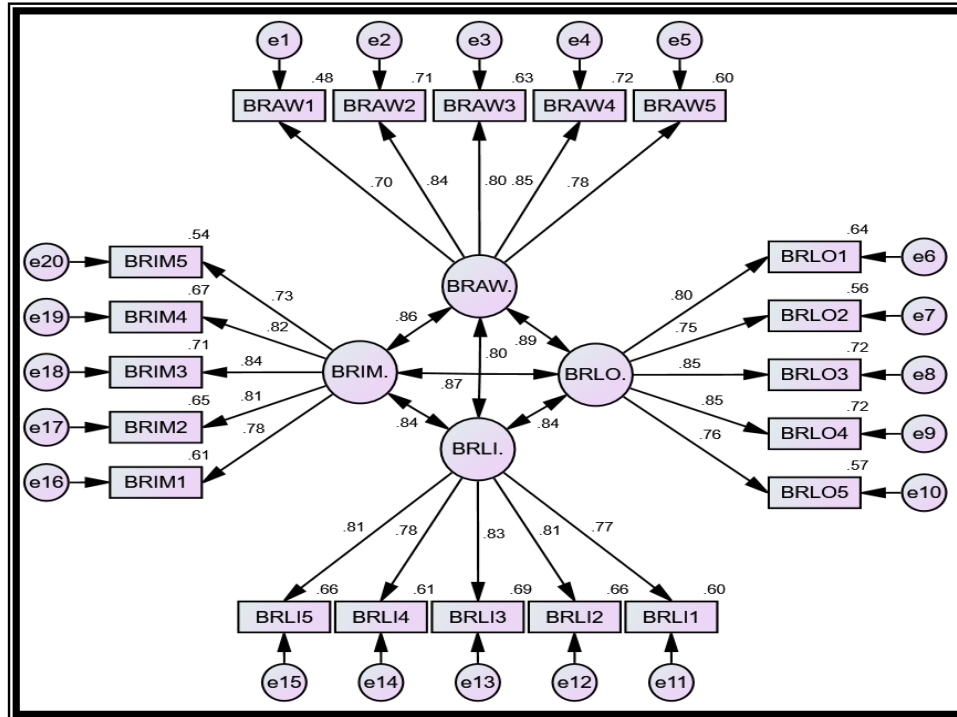 e1 e2 e3 e4 e5
.48 .71 .63 .72 .60
BRAW1 BRAW2 BRAW3 BRAW4 BRAW5
.70 .84 .80 .85 .78
.54 .64
e20 BRIM5 BRLO1 e6
.73 BRAW. .80
.67 .56
e19 BRIM4 BRLO2 e7
.82 .86 .89 .75
.71 .80 .72
e18 BRIM3 .84 BRIM. BRLO. .85 BRLO3 e8
.87
.65 .81 .85 .72
e17 BRIM2 BRLO4 e9
.84 .84
.61 .78 BRLI. .76 .57
e16 BRIM1 BRLO5 e10
.81 .78 .83 .81 .77
.66 .61 .69 .66 .60
BRLI5 BRLI4 BRLI3 BRLI2 BRLI1
e15 e14 e13 e12 e11